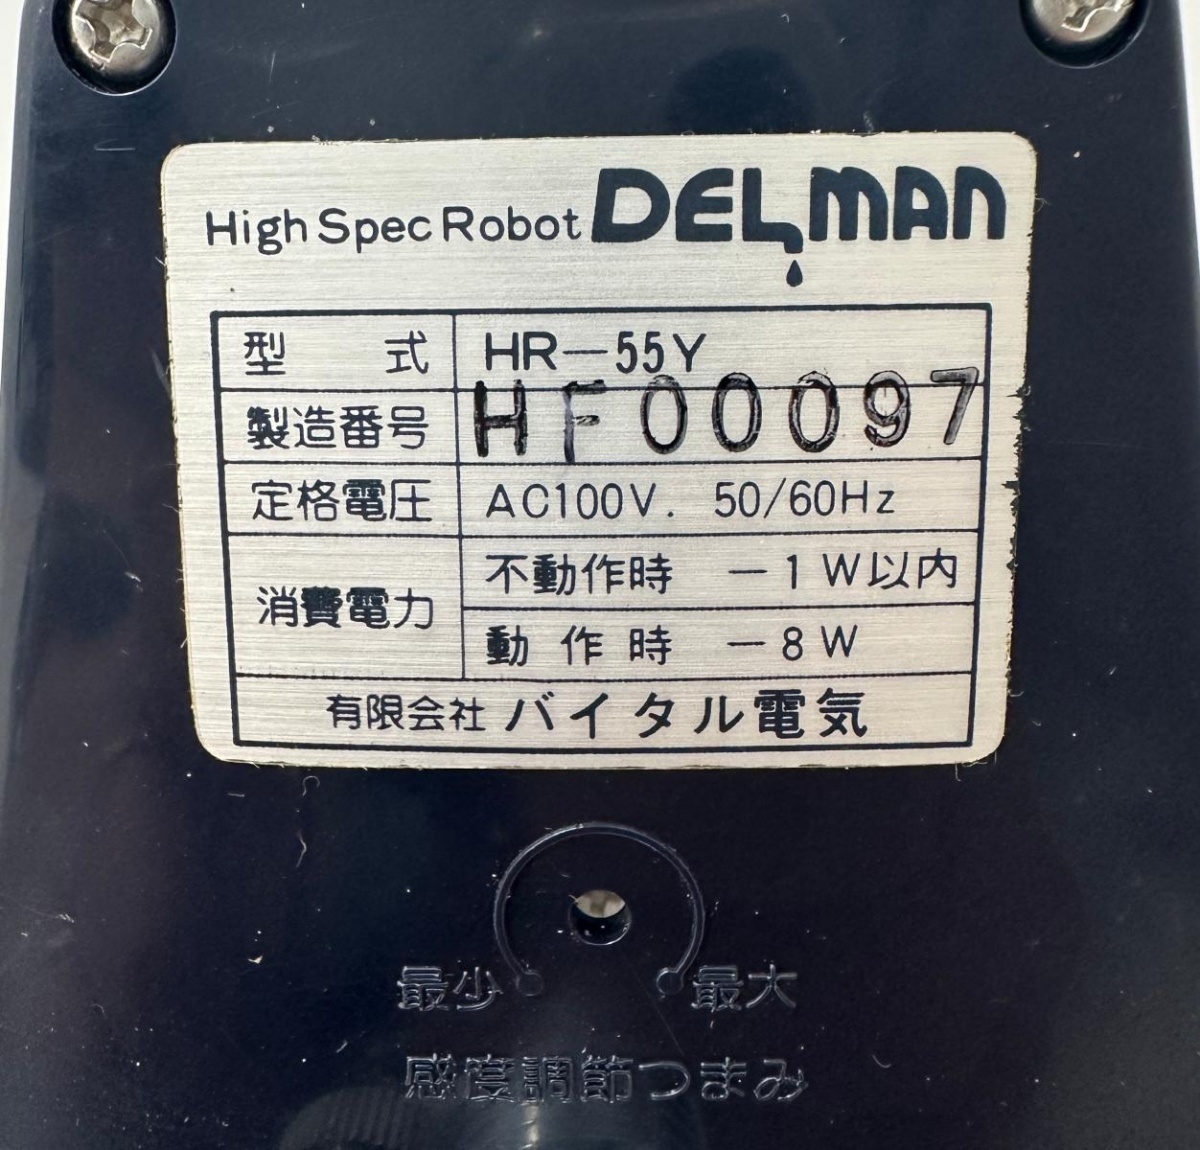 High Spec Robot DELMAN
型式 HR-55Y
製造番号 HF00097
定格電圧 AC100V. 50/60Hz
消費電力 不動作時 -1W以内
動作時 -8W
有限会社 バイタル電気
最少 最大
感度調節つまみ